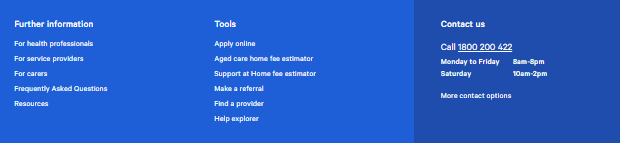 Further information
For health professionals
For service providers
For carers
Frequently Asked Questions
Resources
Tools
Apply online
Aged care home fee estimator
Support at Home fee estimator
Make a referral
Find a provider
Help explorer
Contact us
Call 1800 200 422
Monday to Friday 8am-8pm
Saturday 10am-2pm
More contact options